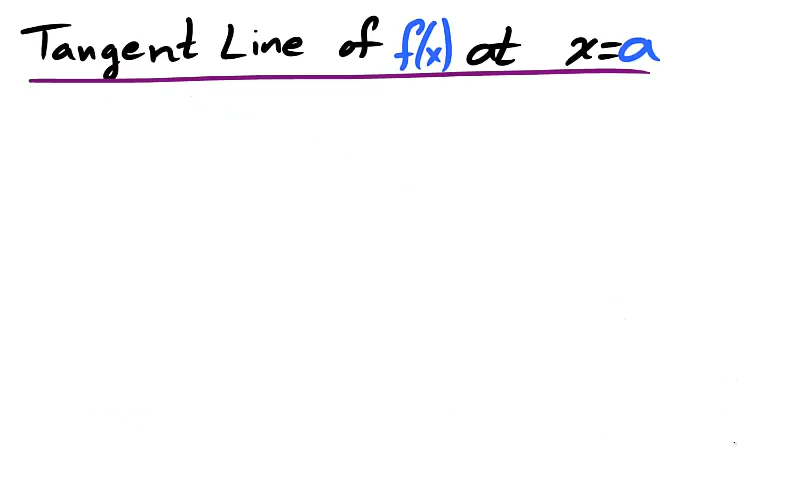 Tangent Line of f(x) at x=a